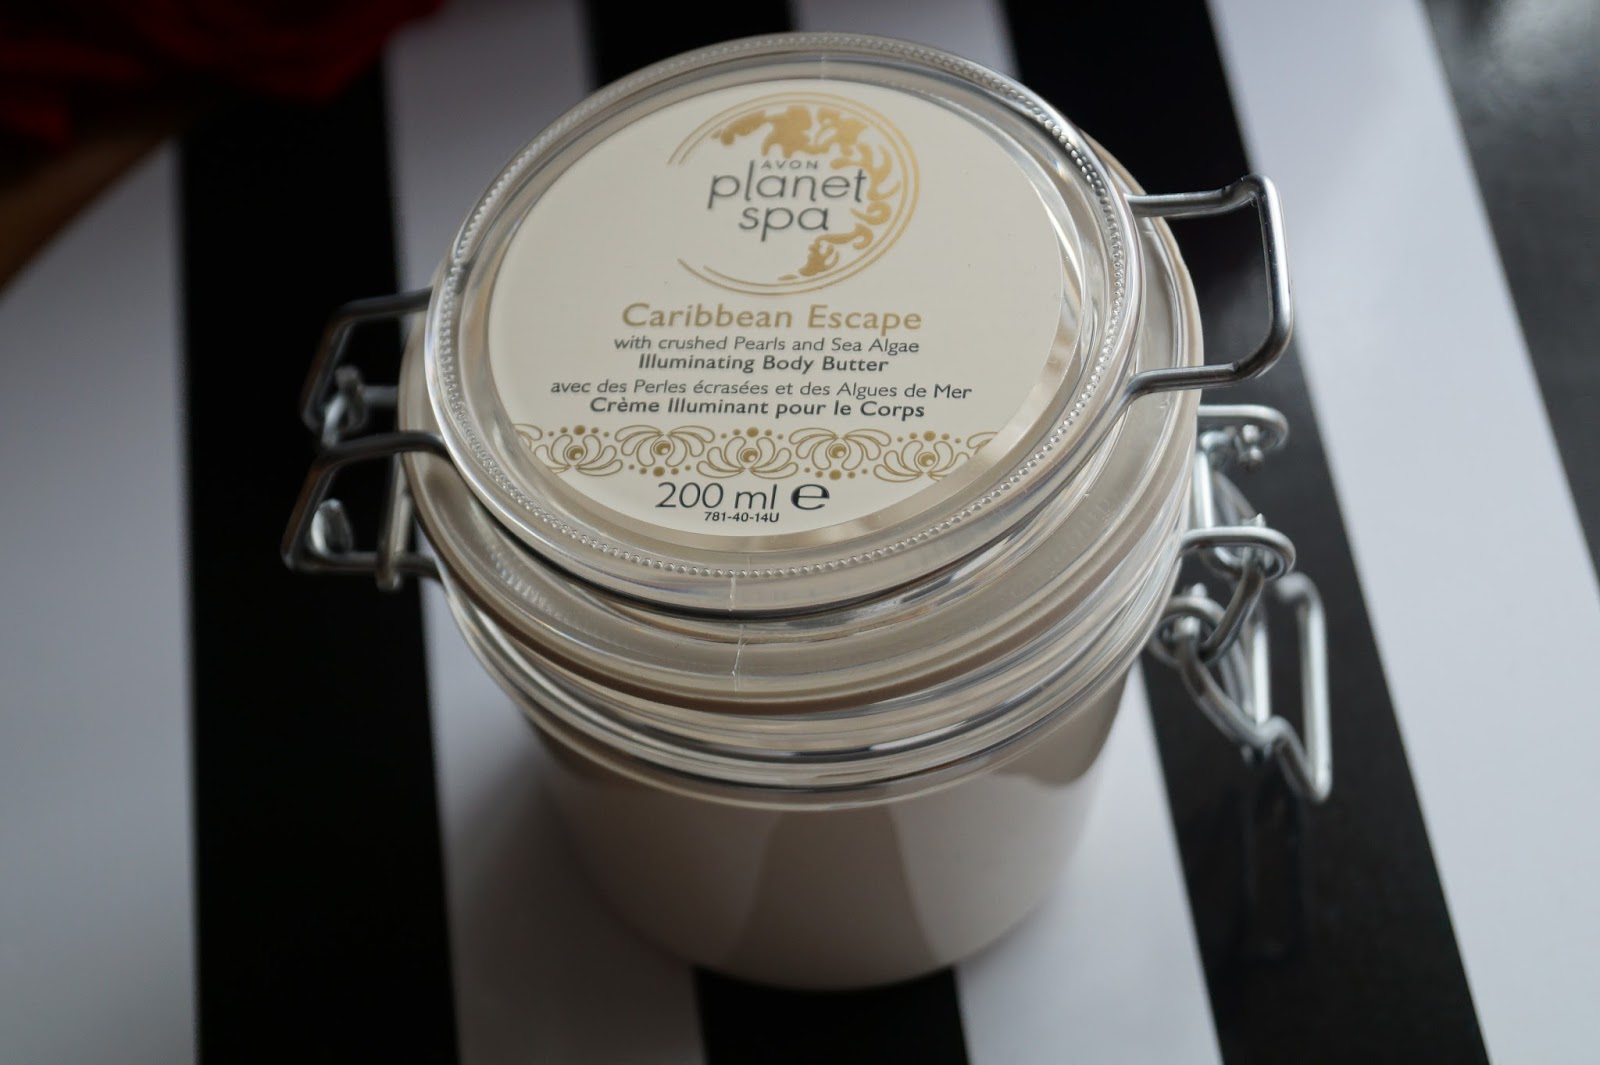 AVON
planet
spa
Caribbean Escape
with crushed Pearls and Sea Algae
Illuminating Body Butter
avec des Perles écrasées et des Algues de Mer
Crème Illuminant pour le Corps
200 ml ℮
781-40-14U